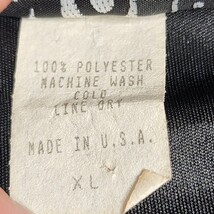 100% POLYESTER
MACHINE WASH
COLD
LINE DRY
MADE IN U.S.A.
XL